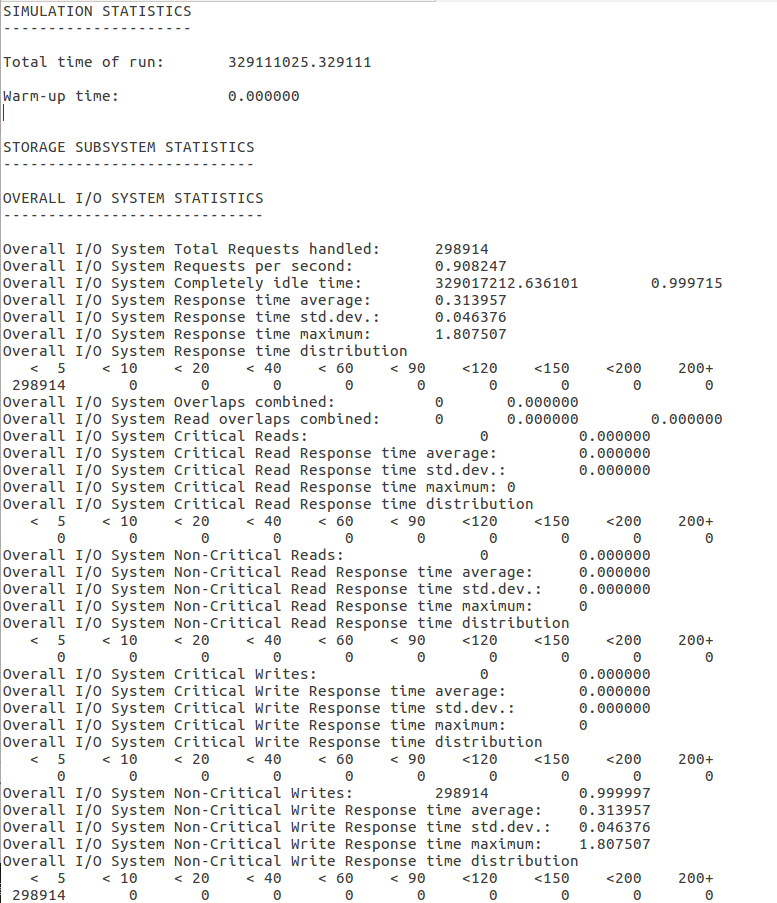 SIMULATION STATISTICS
---------------------
Total time of run:       329111025.329111
Warm-up time:            0.000000
STORAGE SUBSYSTEM STATISTICS
----------------------------
OVERALL I/O SYSTEM STATISTICS
-----------------------------
Overall I/O System Total Requests handled:      298914
Overall I/O System Requests per second:         0.908247
Overall I/O System Completely idle time:        329017212.636101        0.999715
Overall I/O System Response time average:       0.313957
Overall I/O System Response time std.dev.:      0.046376
Overall I/O System Response time maximum:       1.807507
Overall I/O System Response time distribution
   <  5    < 10    < 20    < 40    < 60    < 90    <120    <150    <200    200+
 298914       0       0       0       0       0       0       0       0       0
Overall I/O System Overlaps combined:           0       0.000000
Overall I/O System Read overlaps combined:      0       0.000000        0.000000
Overall I/O System Critical Reads:                   0          0.000000
Overall I/O System Critical Read Response time average:         0.000000
Overall I/O System Critical Read Response time std.dev.:        0.000000
Overall I/O System Critical Read Response time maximum: 0
Overall I/O System Critical Read Response time distribution
   <  5    < 10    < 20    < 40    < 60    < 90    <120    <150    <200    200+
      0       0       0       0       0       0       0       0       0       0
Overall I/O System Non-Critical Reads:               0          0.000000
Overall I/O System Non-Critical Read Response time average:     0.000000
Overall I/O System Non-Critical Read Response time std.dev.:    0.000000
Overall I/O System Non-Critical Read Response time maximum:     0
Overall I/O System Non-Critical Read Response time distribution
   <  5    < 10    < 20    < 40    < 60    < 90    <120    <150    <200    200+
      0       0       0       0       0       0       0       0       0       0
Overall I/O System Critical Writes:                  0          0.000000
Overall I/O System Critical Write Response time average:        0.000000
Overall I/O System Critical Write Response time std.dev.:       0.000000
Overall I/O System Critical Write Response time maximum:        0
Overall I/O System Critical Write Response time distribution
   <  5    < 10    < 20    < 40    < 60    < 90    <120    <150    <200    200+
      0       0       0       0       0       0       0       0       0       0
Overall I/O System Non-Critical Writes:         298914          0.999997
Overall I/O System Non-Critical Write Response time average:    0.313957
Overall I/O System Non-Critical Write Response time std.dev.:   0.046376
Overall I/O System Non-Critical Write Response time maximum:    1.807507
Overall I/O System Non-Critical Write Response time distribution
   <  5    < 10    < 20    < 40    < 60    < 90    <120    <150    <200    200+
 298914       0       0       0       0       0       0       0       0       0